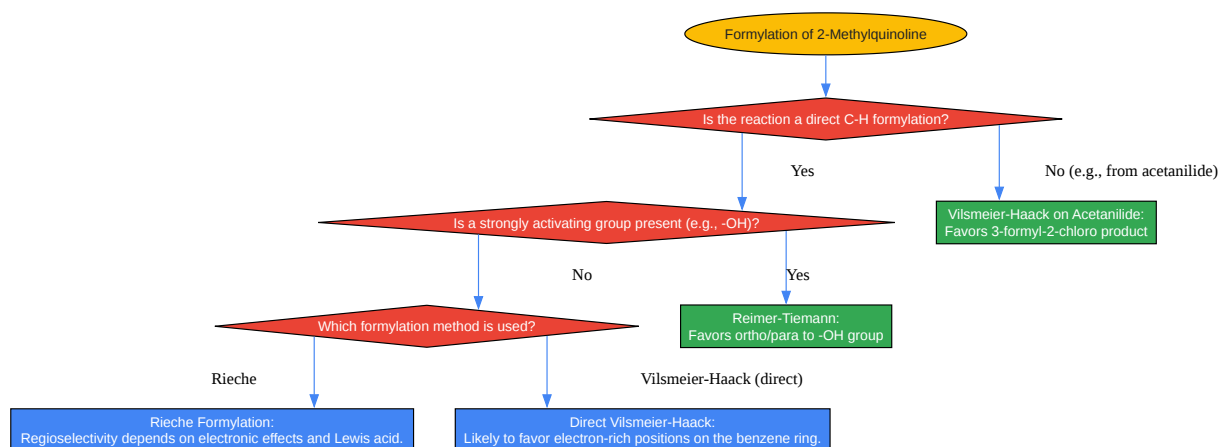 Formylation of 2-Methylquinoline
Is the reaction a direct C-H formylation?
Yes
No (e.g., from acetanilide)
Is a strongly activating group present (e.g., -OH)?
Vilsmeier-Haack on Acetanilide:
Favors 3-formyl-2-chloro product
No
Yes
Which formylation method is used?
Reimer-Tiemann:
Favors ortho/para to -OH group
Rieche
Vilsmeier-Haack (direct)
Rieche Formylation:
Regioselectivity depends on electronic effects and Lewis acid.
Direct Vilsmeier-Haack:
Likely to favor electron-rich positions on the benzene ring.